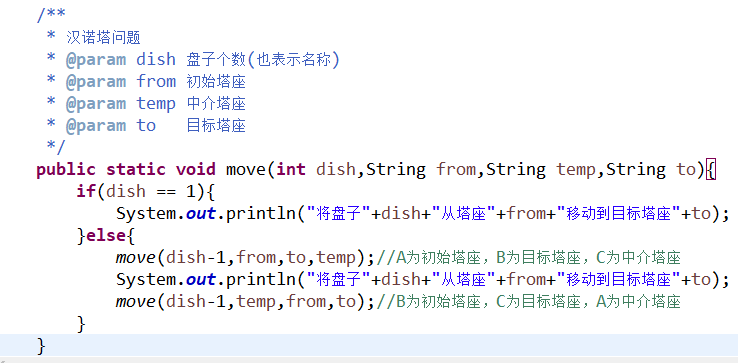 /**
 * 汉诺塔问题
 * @param dish 盘子个数(也表示名称)
 * @param from 初始塔座
 * @param temp 中介塔座
 * @param to   目标塔座
 */
public static void move(int dish,String from,String temp,String to){
    if(dish == 1){
        System.out.println("将盘子"+dish+"从塔座"+from+"移动到目标塔座"+to);
    }else{
        move(dish-1,from,to,temp);//A为初始塔座，B为目标塔座，C为中介塔座
        System.out.println("将盘子"+dish+"从塔座"+from+"移动到目标塔座"+to);
        move(dish-1,temp,from,to);//B为初始塔座，C为目标塔座，A为中介塔座
    }
}